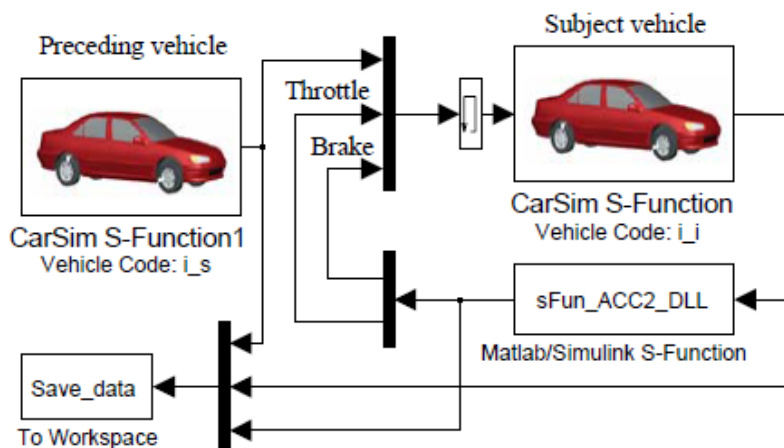 Preceding vehicle
Subject vehicle
Throttle
Brake
CarSim S-Function1
Vehicle Code: i_s
CarSim S-Function
Vehicle Code: i_i
sFun_ACC2_DLL
Matlab/Simulink S-Function
Save_data
To Workspace